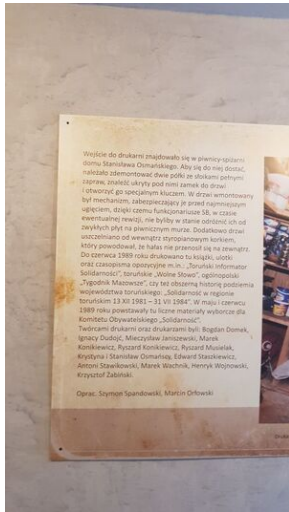 Wejście do drukarni znajdowało się w piwnicy-spiżarni
domu Stanisława Osmańskiego. Aby się do niej dostać,
należało zdemontować dwie półki ze słoikami pełnymi
zapraw, znaleźć ukryty pod nimi zamek do drzwi
i otworzyć go specjalnym kluczem. W drzwi wmontowany
był mechanizm, zabezpieczający je przed najmniejszym
ugięciem, dzięki czemu funkcjonariusze SB, w czasie
ewentualnej rewizji, nie byliby w stanie odróżnić ich od
zwykłych płyt na piwnicznym murze. Dodatkowo drzwi
uszczelniano od wewnątrz styropianowym korkiem,
który powodował, że hałas nie przenosił się na zewnątrz.
Do czerwca 1989 roku drukowano tu książki, ulotki
oraz czasopisma opozycyjne m.in.: „Toruński Informator
Solidarności", toruńskie „Wolne Słowo", ogólnopolski
„Tygodnik Mazowsze", czy też obszerną historię podziemia
województwa toruńskiego - „Solidarność w regionie
toruńskim 13 XII 1981 – 31 VII 1984". W maju i czerwcu
1989 roku powstawały tu liczne materiały wyborcze dla
Komitetu Obywatelskiego „Solidarność".
Twórcami drukarni oraz drukarzami byli: Bogdan Domek,
Ignacy Dudojć, Mieczysław Janiszewski, Marek
Konikiewicz, Ryszard Konikiewicz, Ryszard Musielak,
Krystyna i Stanisław Osmańscy, Edward Staszkiewicz,
Antoni Stawikowski, Marek Wachnik, Henryk Wojnowski,
Krzysztof Żabiński.
Oprac. Szymon Spandowski, Marcin Orłowski